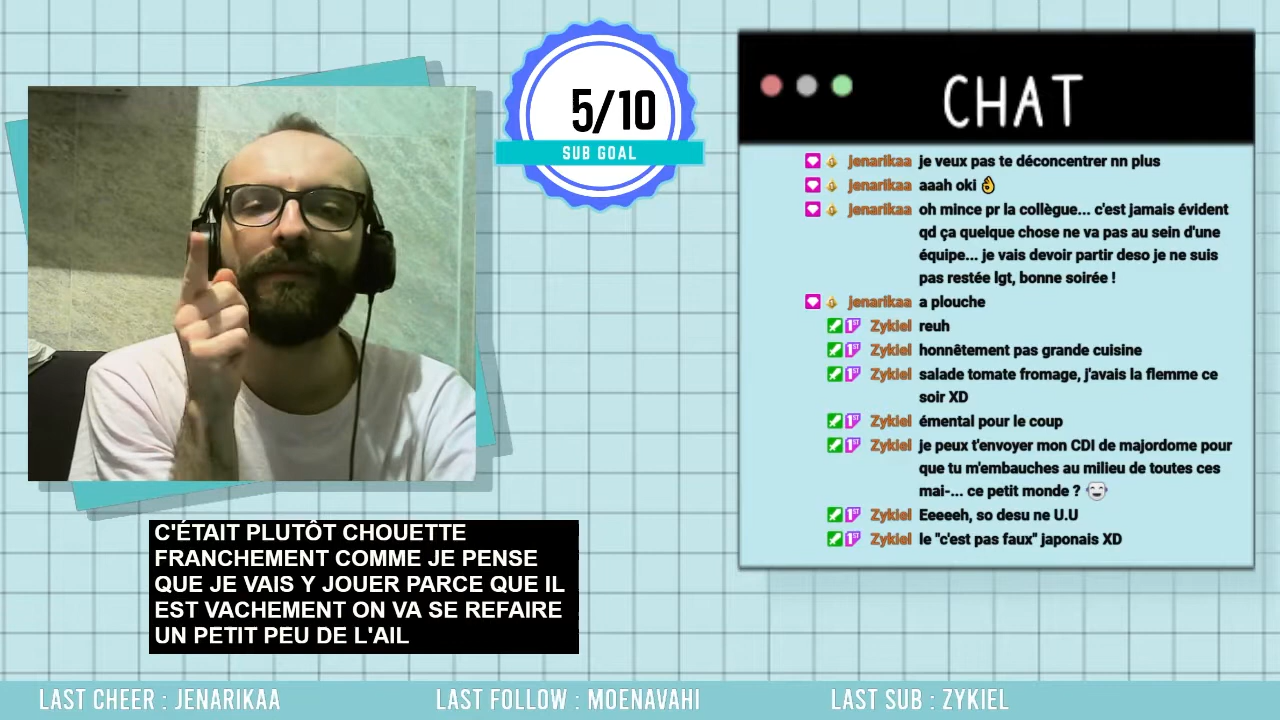 5/10
SUB GOAL
CHAT
jenarikaa je veux pas te déconcentrer nn plus
jenarikaa aaah oki 👌
jenarikaa oh mince pr la collègue... c'est jamais évident
qd ça quelque chose ne va pas au sein d'une
équipe... je vais devoir partir deso je ne suis
pas restée lgt, bonne soirée !
jenarikaa a plouche
1ST Zykiel reuh
1ST Zykiel honnêtement pas grande cuisine
1ST Zykiel salade tomate fromage, j'avais la flemme ce
soir XD
1ST Zykiel émental pour le coup
1ST Zykiel je peux t'envoyer mon CDI de majordome pour
que tu m'embauches au milieu de toutes ces
mai-... ce petit monde ?
1ST Zykiel Eeeeeh, so desu ne U.U
1ST Zykiel le "c'est pas faux" japonais XD
C'ÉTAIT PLUTÔT CHOUETTE
FRANCHEMENT COMME JE PENSE
QUE JE VAIS Y JOUER PARCE QUE IL
EST VACHEMENT ON VA SE REFAIRE
UN PETIT PEU DE L'AIL
LAST CHEER : JENARIKAA
LAST FOLLOW : MOENAVAHI
LAST SUB : ZYKIEL